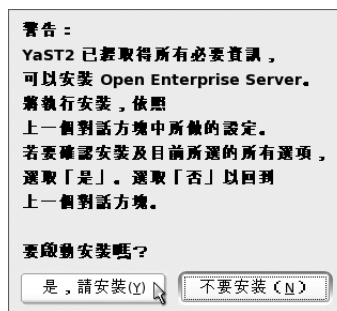 警告：
YaST2 已經取得所有必要資訊，
可以安裝 Open Enterprise Server。
將執行安裝，依照
上一個對話方塊中所做的設定。
若要確認安裝及目前所選的所有選項，
選取「是」。選取「否」以回到
上一個對話方塊。
要啟動安裝嗎？
是，請安裝(Y)
不要安裝（N）